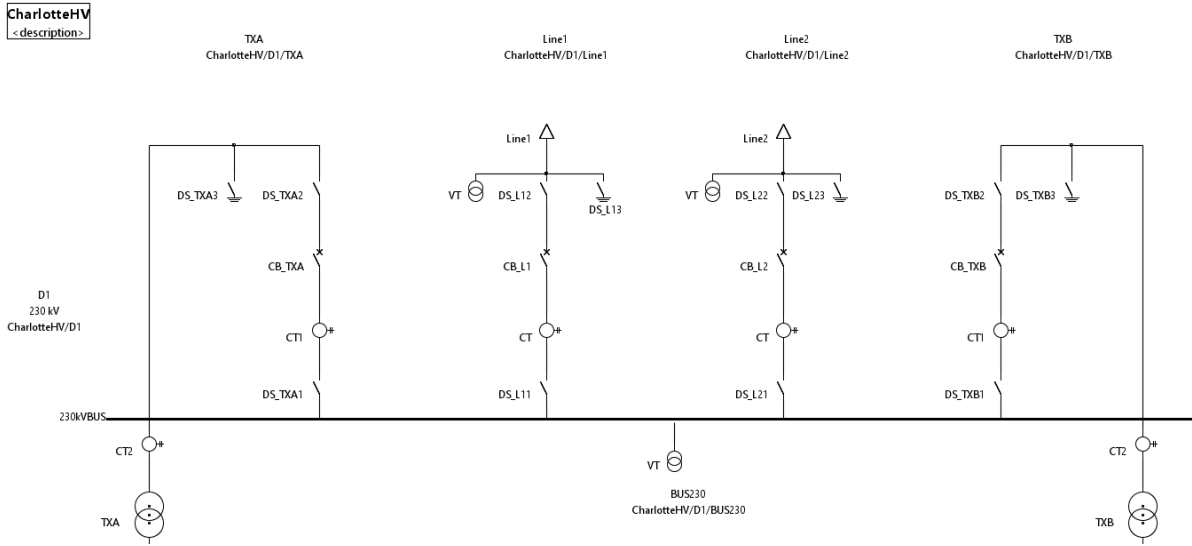 CharlotteHV
<description>
TXA
CharlotteHV/D1/TXA
Line1
CharlotteHV/D1/Line1
Line2
CharlotteHV/D1/Line2
TXB
CharlotteHV/D1/TXB
Line1
Line2
DS_TXA3
DS_TXA2
VT
DS_L12
DS_L13
VT
DS_L22
DS_L23
DS_TXB2
DS_TXB3
CB_TXA
CB_L1
CB_L2
CB_TXB
D1
230 kV
CharlotteHV/D1
CT1
CT
CT
CT1
DS_TXA1
DS_L11
DS_L21
DS_TXB1
230kVBUS
CT2
VT
CT2
BUS230
CharlotteHV/D1/BUS230
TXA
TXB